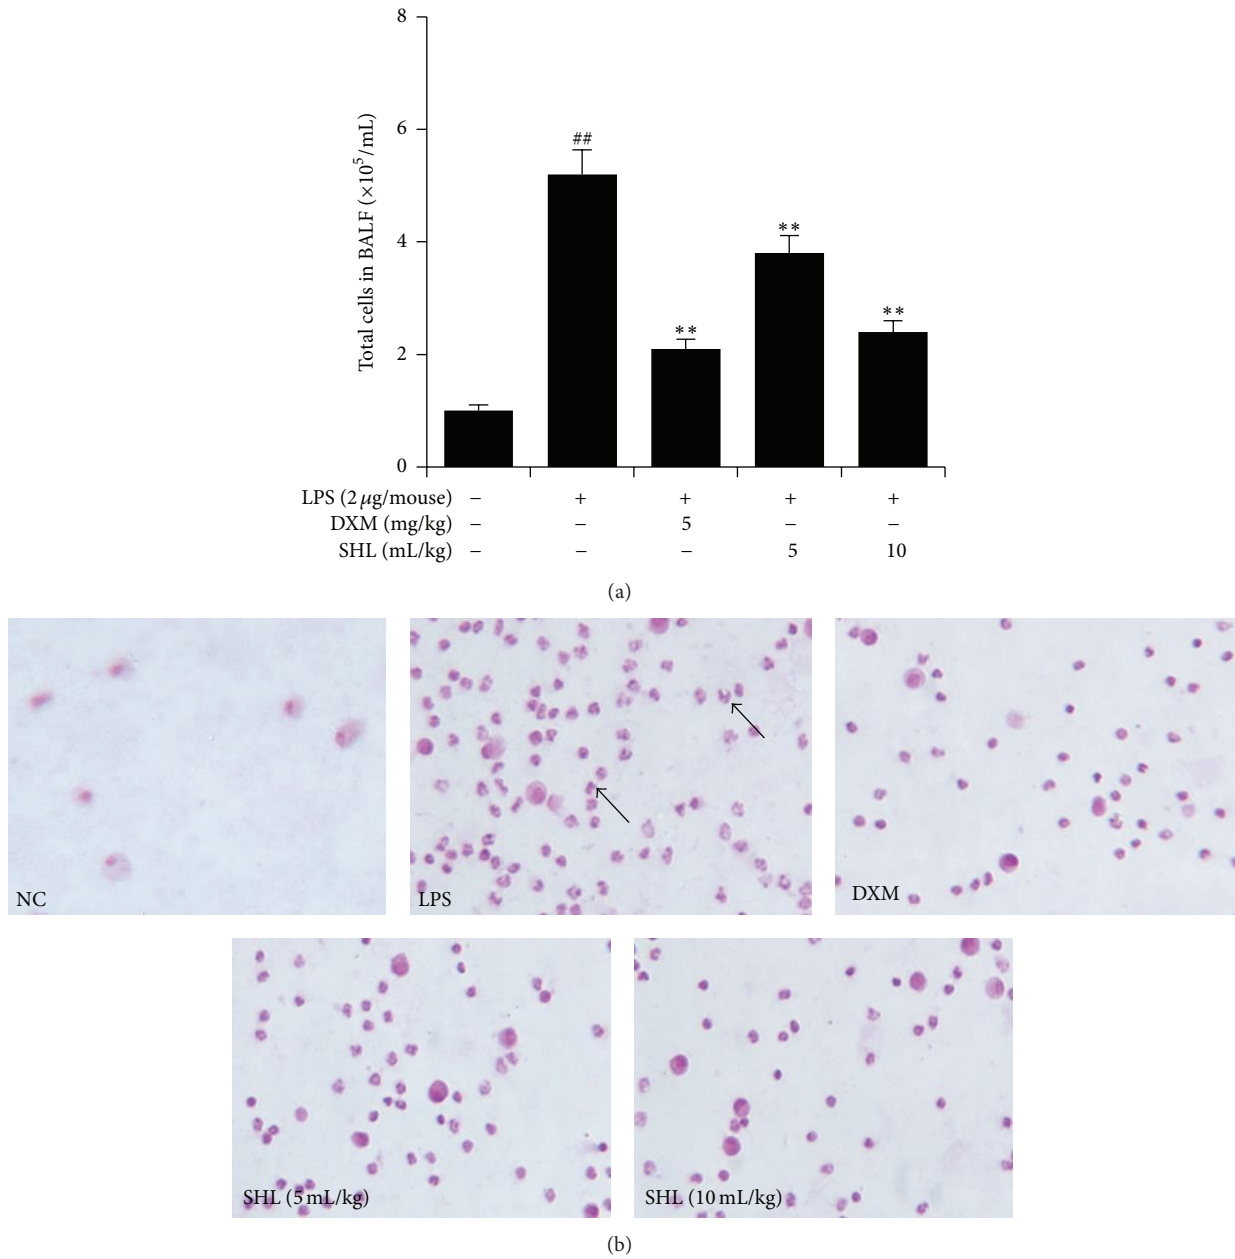 8
6
4
2
0
Total cells in BALF (×10⁵/mL)
##
**
**
**
LPS (2 μg/mouse) − + + + +
DXM (mg/kg) − − 5 − −
SHL (mL/kg) − − − 5 10
(a)
NC
LPS
DXM
SHL (5 mL/kg)
SHL (10 mL/kg)
(b)